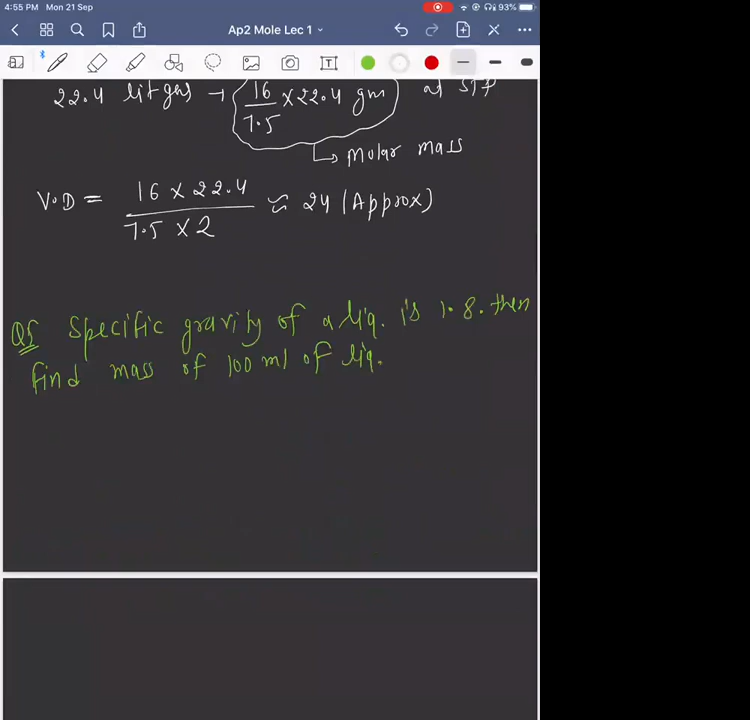 4:55 PM Mon 21 Sep 93%
Ap2 Mole Lec 1
22.4 lit gas → 16/7.5 × 22.4 gm at STP
Molar mass
V.D = 16 × 22.4 / 7.5 × 2 ≈ 24 (Approx)
Q5 Specific gravity of a liq. is 1.8. then
find mass of 100 ml of liq.